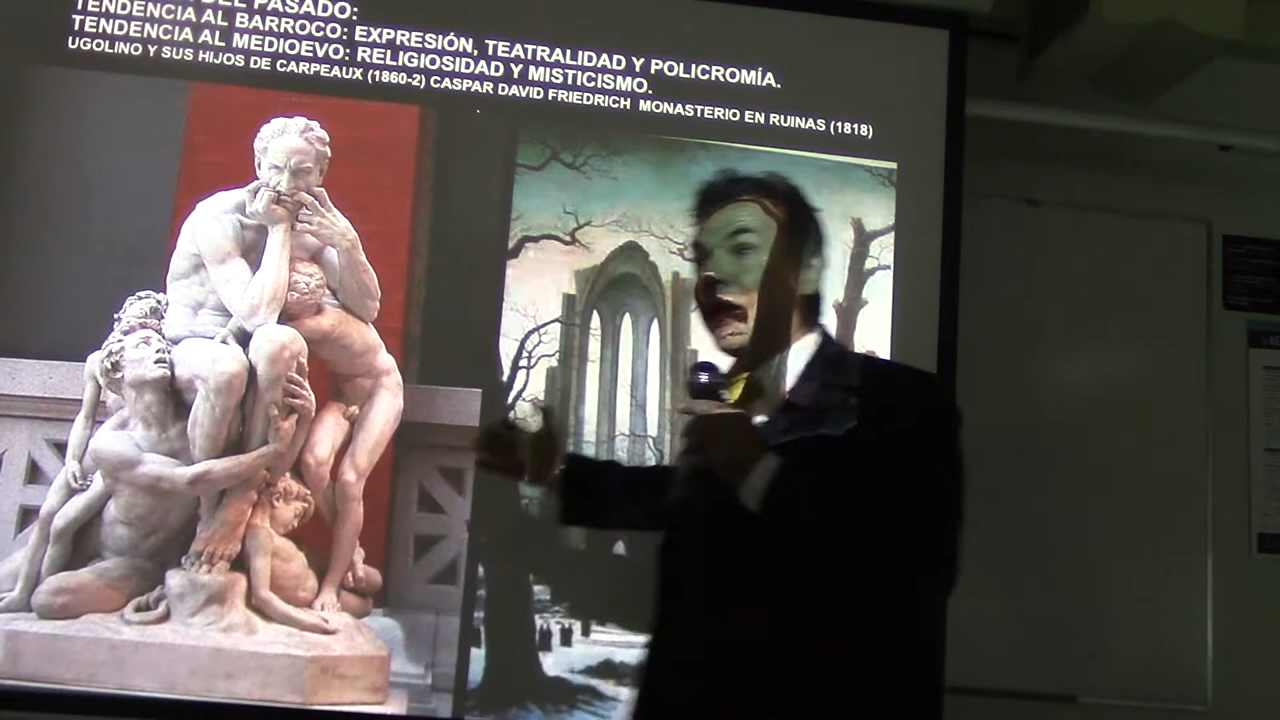 DEL PASADO:
TENDENCIA AL BARROCO: EXPRESIÓN, TEATRALIDAD Y POLICROMÍA.
TENDENCIA AL MEDIOEVO: RELIGIOSIDAD Y MISTICISMO.
UGOLINO Y SUS HIJOS DE CARPEAUX (1860-2) CASPAR DAVID FRIEDRICH MONASTERIO EN RUINAS (1818)